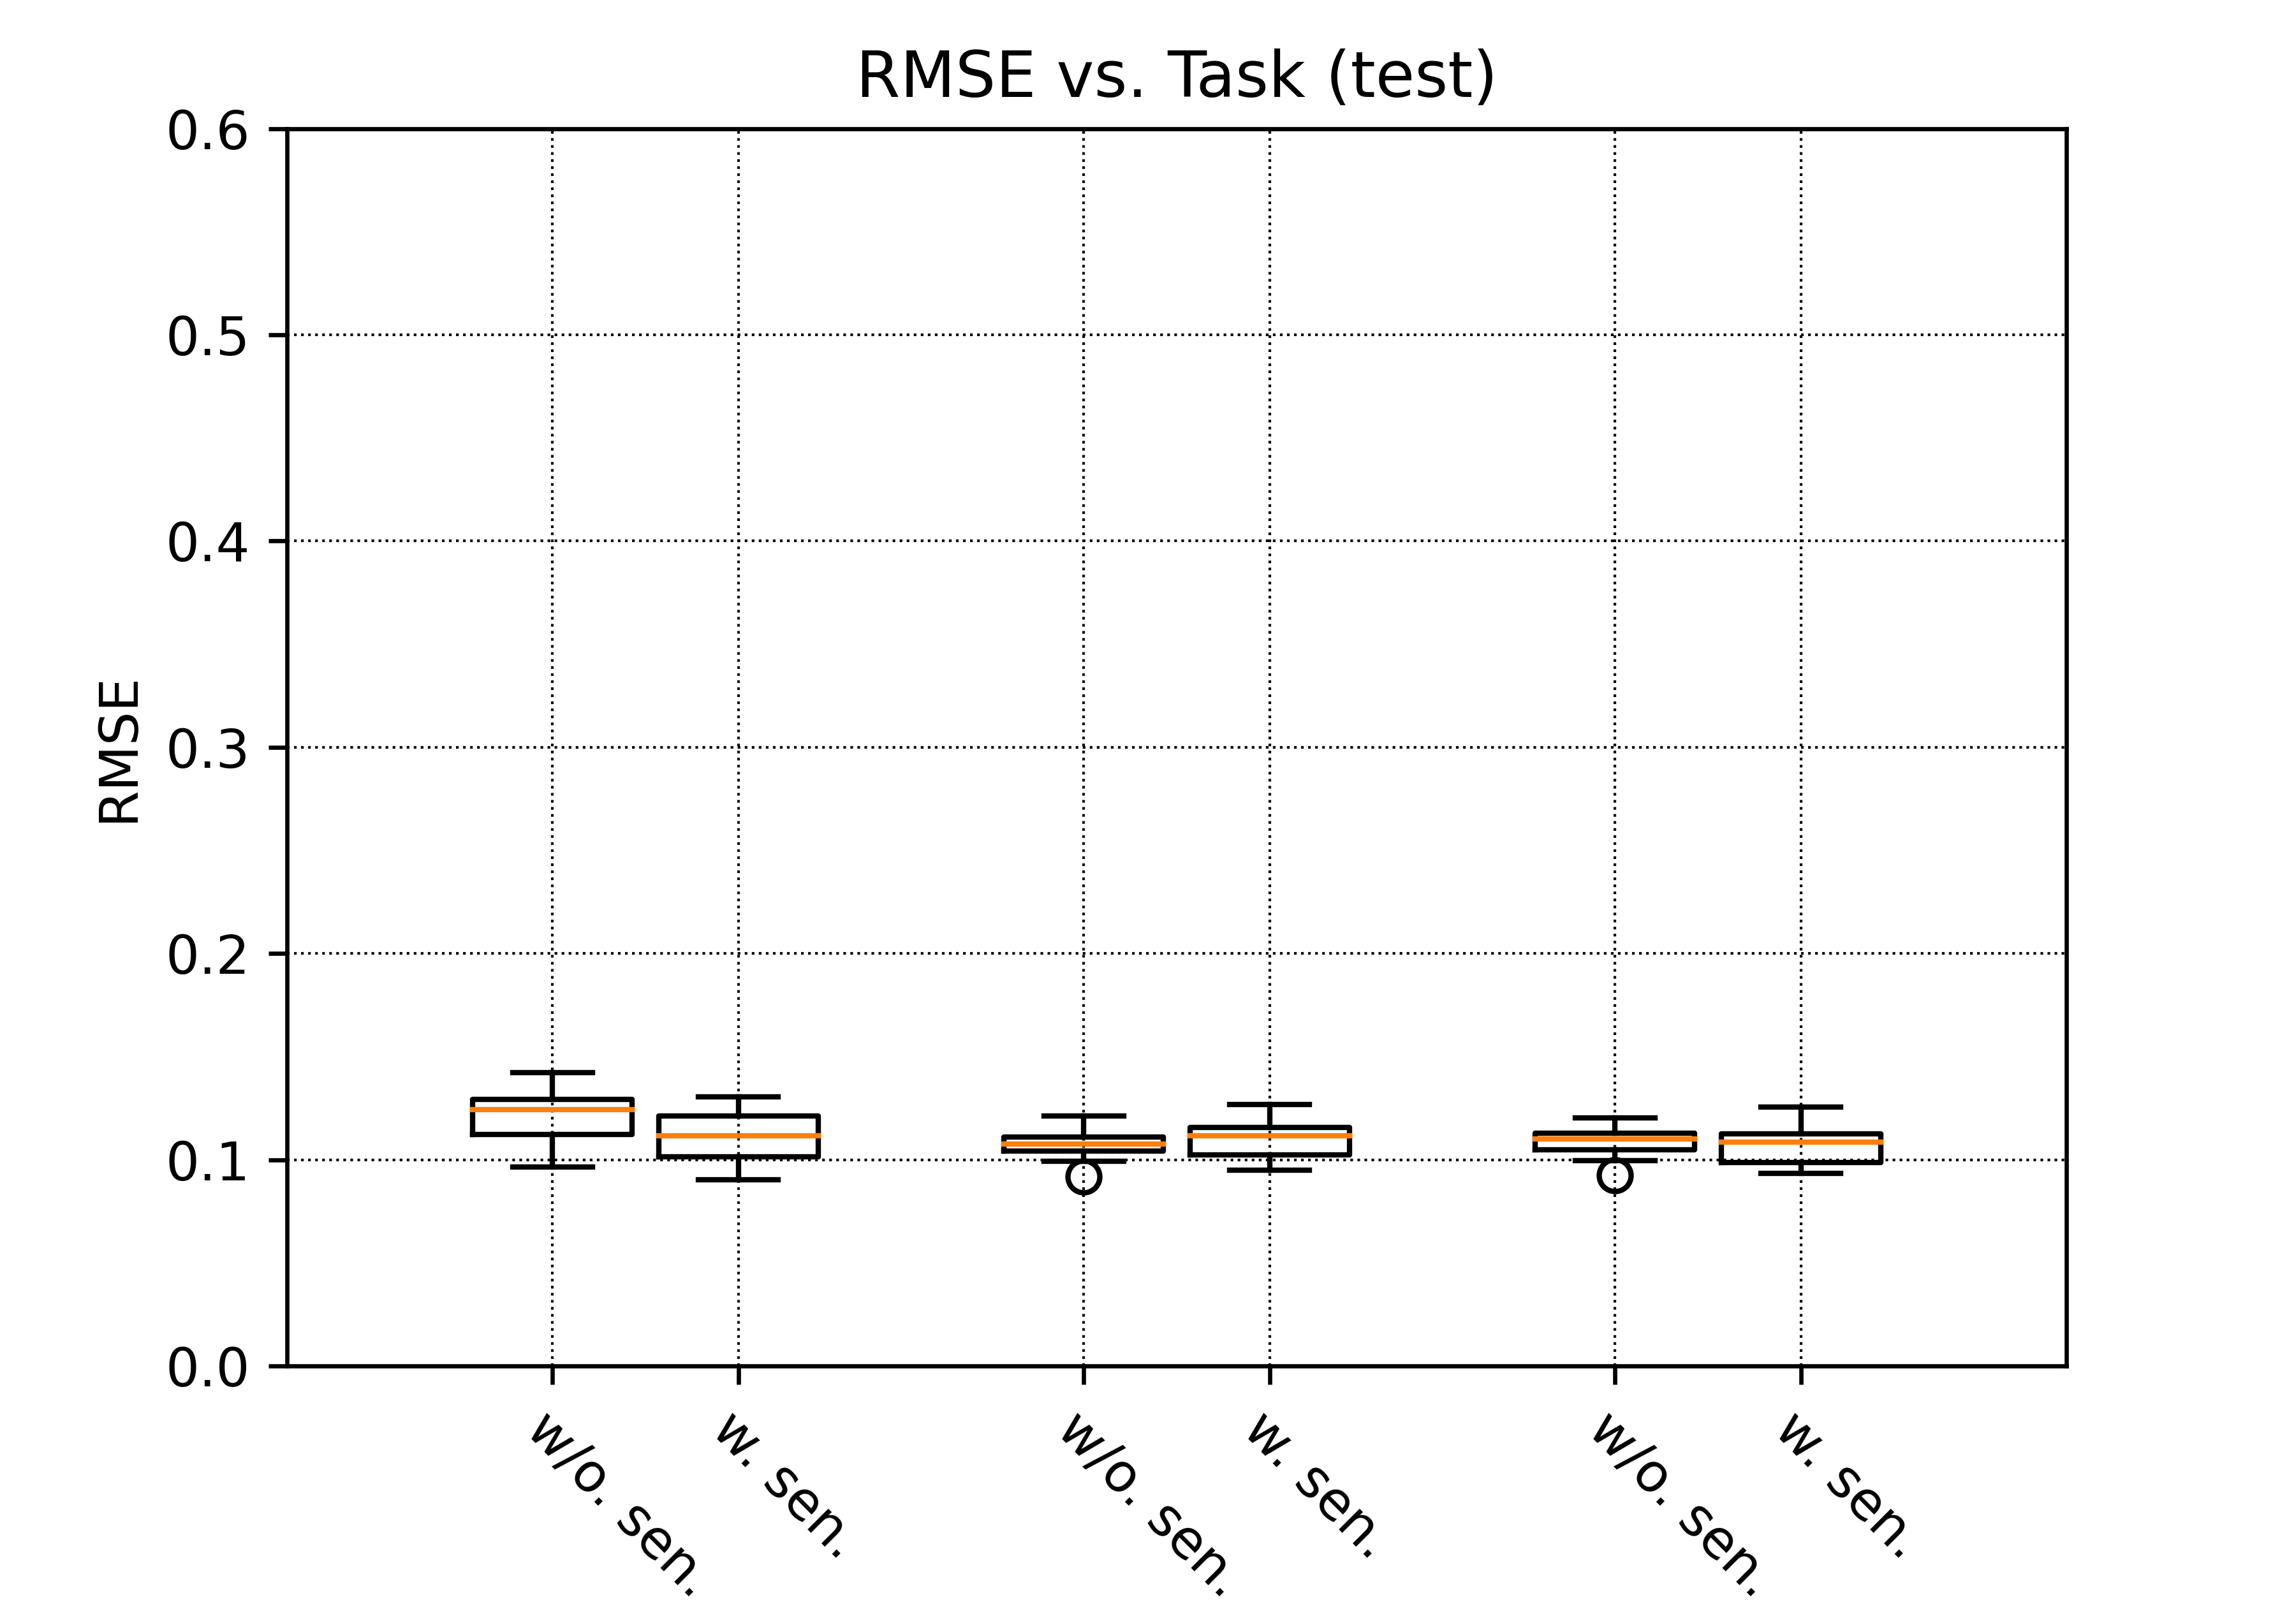 RMSE vs. Task (test)
0.6
0.5
0.4
0.3
0.2
0.1
0.0
RMSE
w/o. sen.
w. sen.
w/o. sen.
w. sen.
w/o. sen.
w. sen.